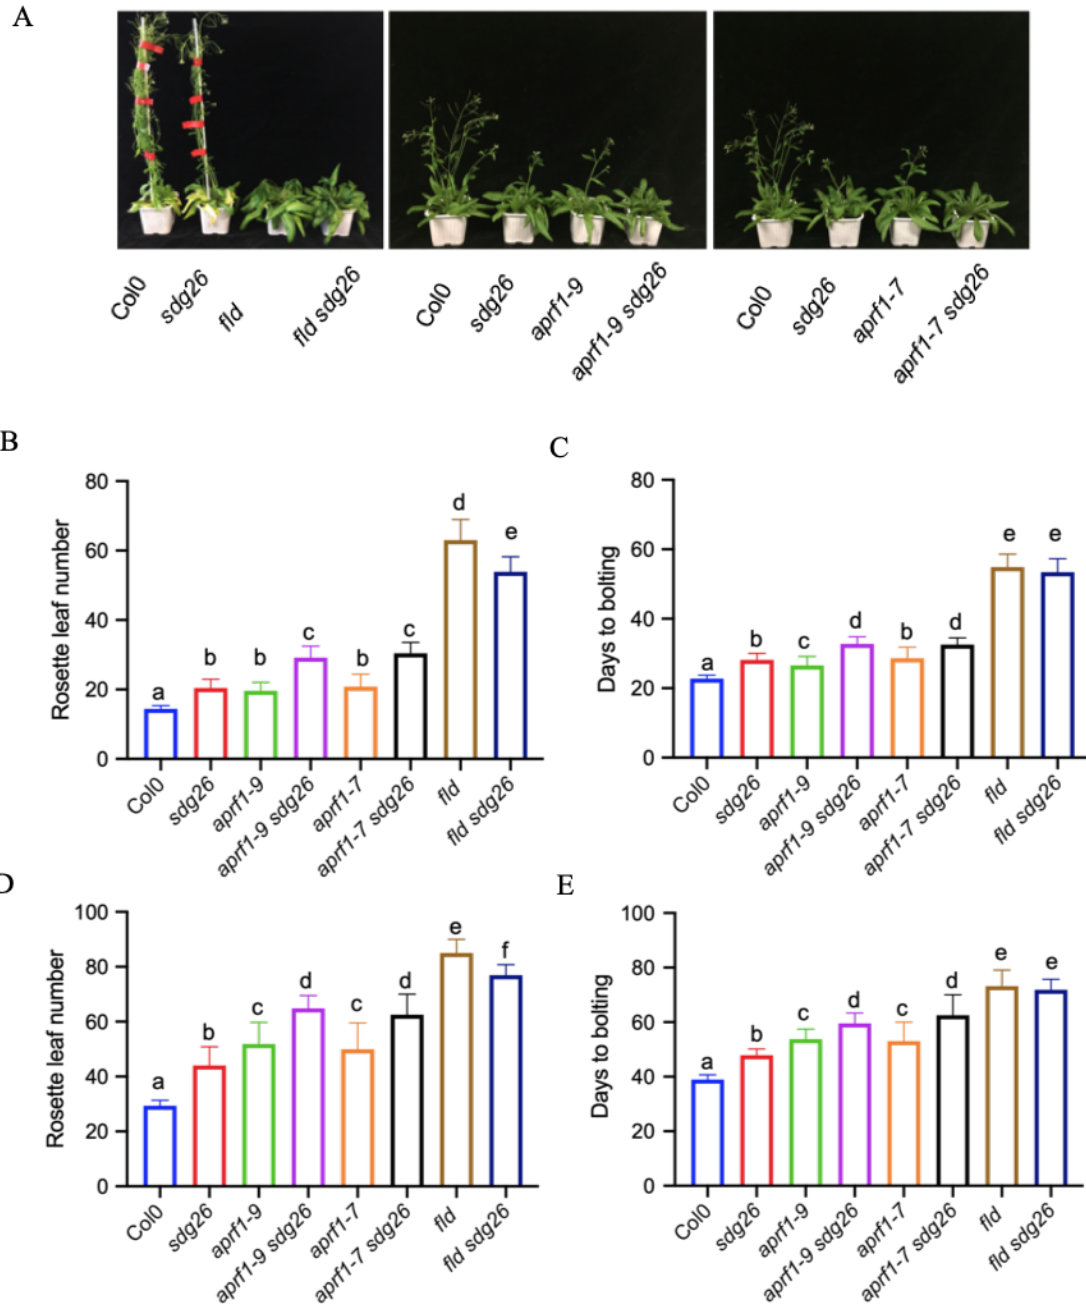 A
Col0
sdg26
fld
fld sdg26
Col0
sdg26
aprf1-9
aprf1-9 sdg26
Col0
sdg26
aprf1-7
aprf1-7 sdg26
B
Rosette leaf number
80
60
40
20
0
a
b
b
c
b
c
d
e
Col0
sdg26
aprf1-9
aprf1-9 sdg26
aprf1-7
aprf1-7 sdg26
fld
fld sdg26
C
Days to bolting
80
60
40
20
0
a
b
c
d
b
d
e
e
Col0
sdg26
aprf1-9
aprf1-9 sdg26
aprf1-7
aprf1-7 sdg26
fld
fld sdg26
D
Rosette leaf number
100
80
60
40
20
0
a
b
c
d
c
d
e
f
Col0
sdg26
aprf1-9
aprf1-9 sdg26
aprf1-7
aprf1-7 sdg26
fld
fld sdg26
E
Days to bolting
100
80
60
40
20
0
a
b
c
d
c
d
e
e
Col0
sdg26
aprf1-9
aprf1-9 sdg26
aprf1-7
aprf1-7 sdg26
fld
fld sdg26